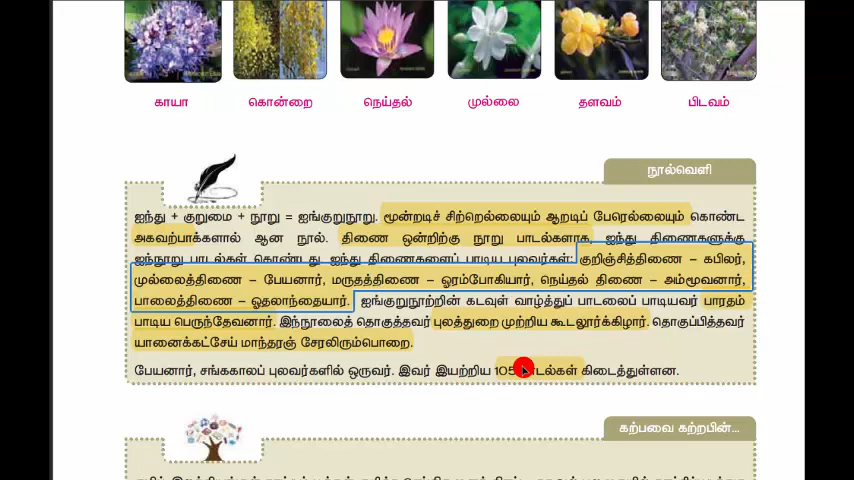 காயா கொன்றை நெய்தல் முல்லை தளவம் பிடவம்
நூல்வெளி
ஐந்து + குறுமை + நூறு = ஐங்குறுநூறு. மூன்றடிச் சிற்றெல்லையும் ஆறடிப் பேரெல்லையும் கொண்ட
அகவற்பாக்களால் ஆன நூல். திணை ஒன்றிற்கு நூறு பாடல்களாக ஐந்து திணைகளுக்கு
ஐந்நூறு பாடல்கள் கொண்டது. ஐந்து திணைகளைப் பாடிய புலவர்கள்: குறிஞ்சித்திணை – கபிலர்,
முல்லைத்திணை – பேயனார், மருதத்திணை – ஓரம்போகியார், நெய்தல் திணை – அம்மூவனார்,
பாலைத்திணை – ஓதலாந்தையார். ஐங்குறுநூற்றின் கடவுள் வாழ்த்துப் பாடலைப் பாடியவர் பாரதம்
பாடிய பெருந்தேவனார். இந்நூலைத் தொகுத்தவர் புலத்துறை முற்றிய கூடலூர்க்கிழார். தொகுப்பித்தவர்
யானைக்கட்சேய் மாந்தரஞ் சேரலிரும்பொறை.
பேயனார், சங்ககாலப் புலவர்களில் ஒருவர். இவர் இயற்றிய 105 கிடைத்துள்ளன.
கற்பவை கற்றபின்...